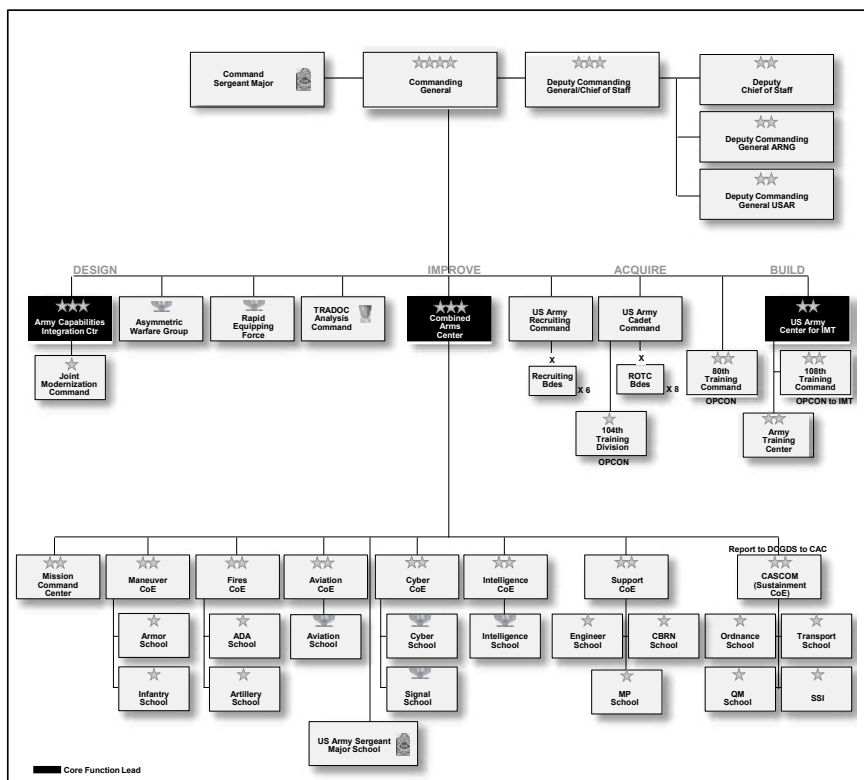 Command
Sergeant Major
Commanding
General
Deputy Commanding
General/Chief of Staff
Deputy
Chief of Staff
Deputy Commanding
General ARNG
Deputy Commanding
General USAR
DESIGN
IMPROVE
ACQUIRE
BUILD
Army Capabilities
Integration Ctr
Asymmetric
Warfare Group
Rapid
Equipping
Force
TRADOC
Analysis
Command
Combined
Arms
Center
US Army
Recruiting
Command
US Army
Cadet
Command
US Army
Center for IMT
Joint
Modernization
Command
X
Recruiting
Bdes
X 6
X
ROTC
Bdes
X 8
80th
Training
Command
OPCON
108th
Training
Command
OPCON to IMT
104th
Training
Division
OPCON
Army
Training
Center
Report to DCGDS to CAC
Mission
Command
Center
Maneuver
CoE
Fires
CoE
Aviation
CoE
Cyber
CoE
Intelligence
CoE
Support
CoE
CASCOM
(Sustainment
CoE)
Armor
School
ADA
School
Aviation
School
Cyber
School
Intelligence
School
Engineer
School
CBRN
School
Ordnance
School
Transport
School
Infantry
School
Artillery
School
Signal
School
MP
School
QM
School
SSI
US Army Sergeant
Major School
Core Function Lead